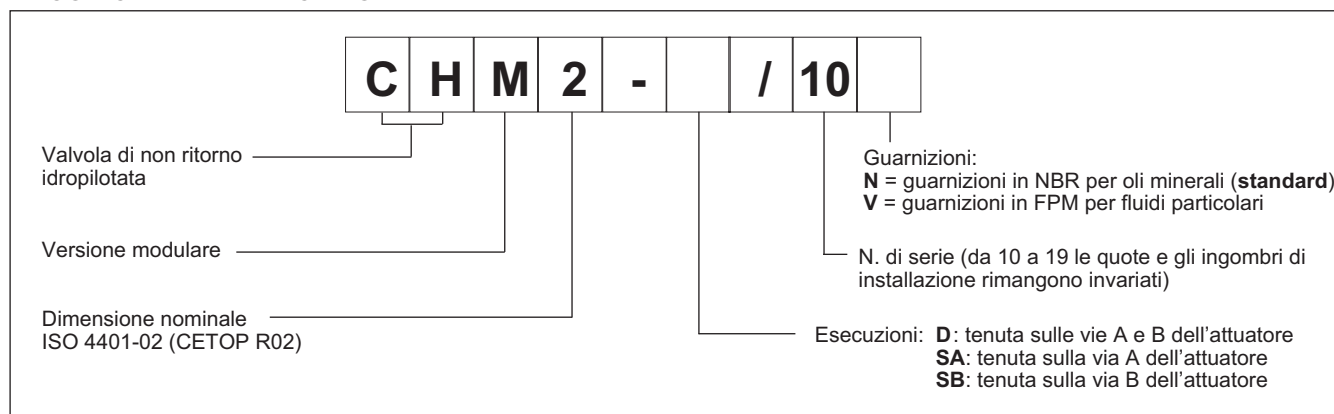 C H M 2 - / 10
Valvola di non ritorno
idropilotata
Versione modulare
Dimensione nominale
ISO 4401-02 (CETOP R02)
Guarnizioni:
N = guarnizioni in NBR per oli minerali (standard)
V = guarnizioni in FPM per fluidi particolari
N. di serie (da 10 a 19 le quote e gli ingombri di
installazione rimangono invariati)
Esecuzioni: D: tenuta sulle vie A e B dell'attuatore
SA: tenuta sulla via A dell'attuatore
SB: tenuta sulla via B dell'attuatore